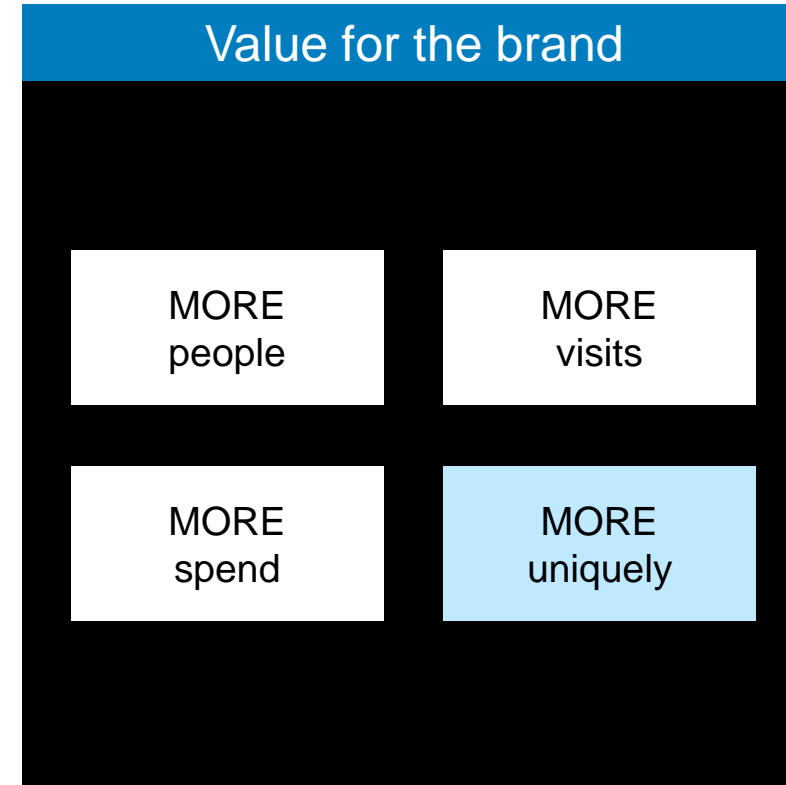 Value for the brand
MORE
people
MORE
visits
MORE
spend
MORE
uniquely